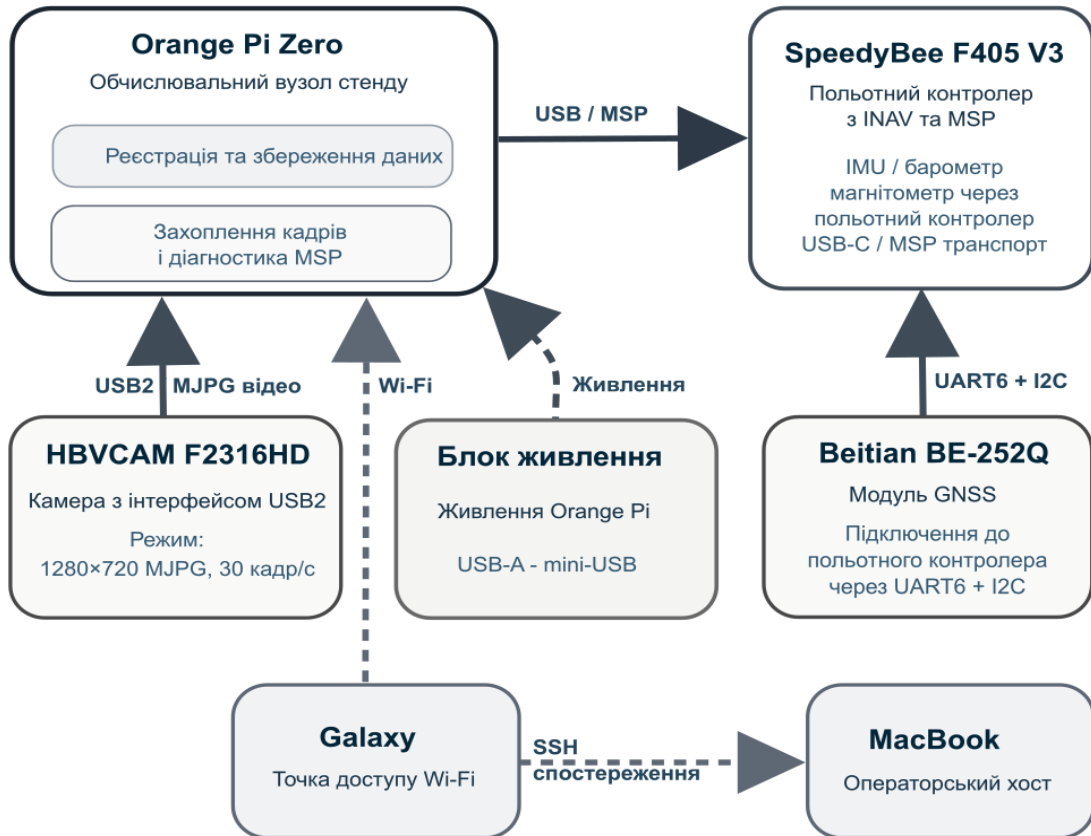 Orange Pi Zero
Обчислювальний вузол стенду
Реєстрація та збереження даних
Захоплення кадрів
і діагностика MSP
USB / MSP
SpeedyBee F405 V3
Польотний контролер
з INAV та MSP
IMU / барометр
магнітометр через
польотний контролер
USB-C / MSP транспорт
USB2 MJPG відео
Wi-Fi
Живлення
UART6 + I2C
HBVCAM F2316HD
Камера з інтерфейсом USB2
Режим:
1280×720 MJPG, 30 кадр/с
Блок живлення
Живлення Orange Pi
USB-A - mini-USB
Beitian BE-252Q
Модуль GNSS
Підключення до
польотного контролера
через UART6 + I2C
Galaxy
Точка доступу Wi-Fi
SSH
спостереження
MacBook
Операторський хост